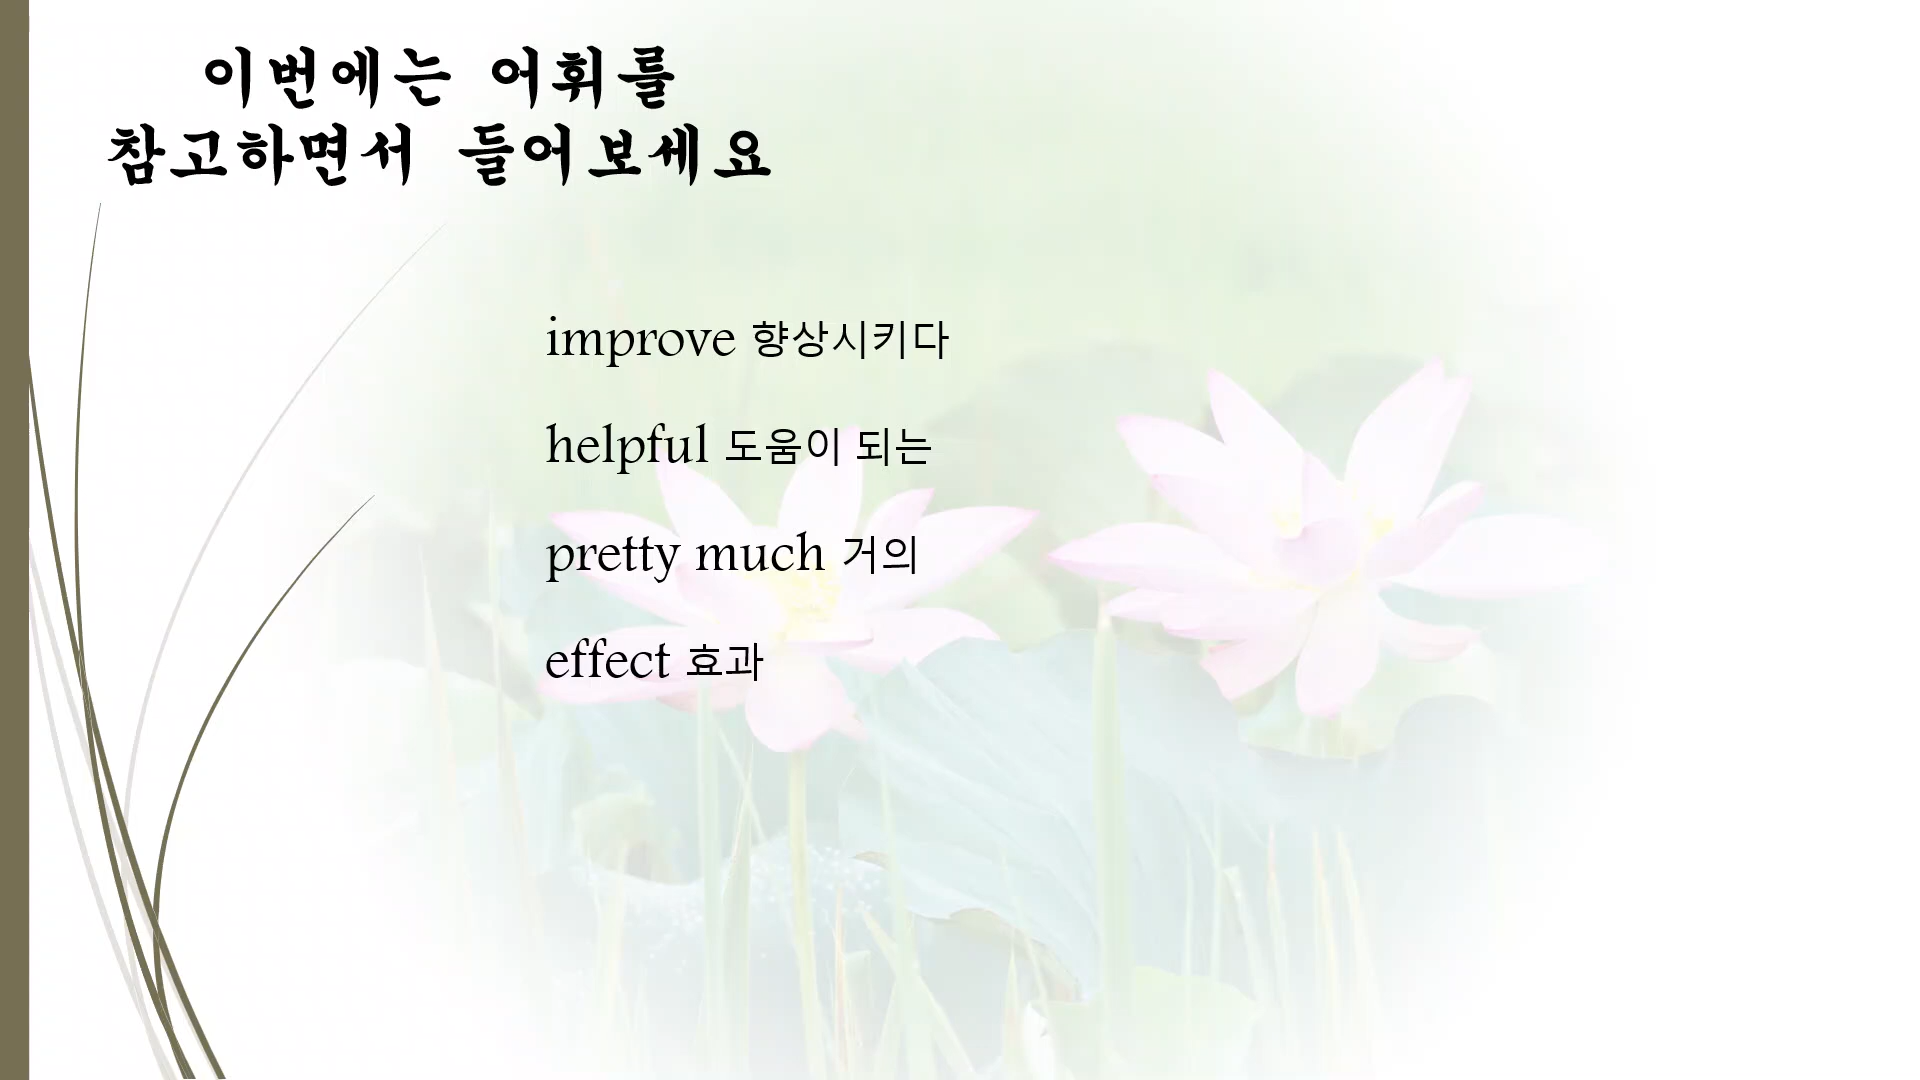 이번에는 어휘를
참고하면서 들어보세요
improve 향상시키다
helpful 도움이 되는
pretty much 거의
effect 효과